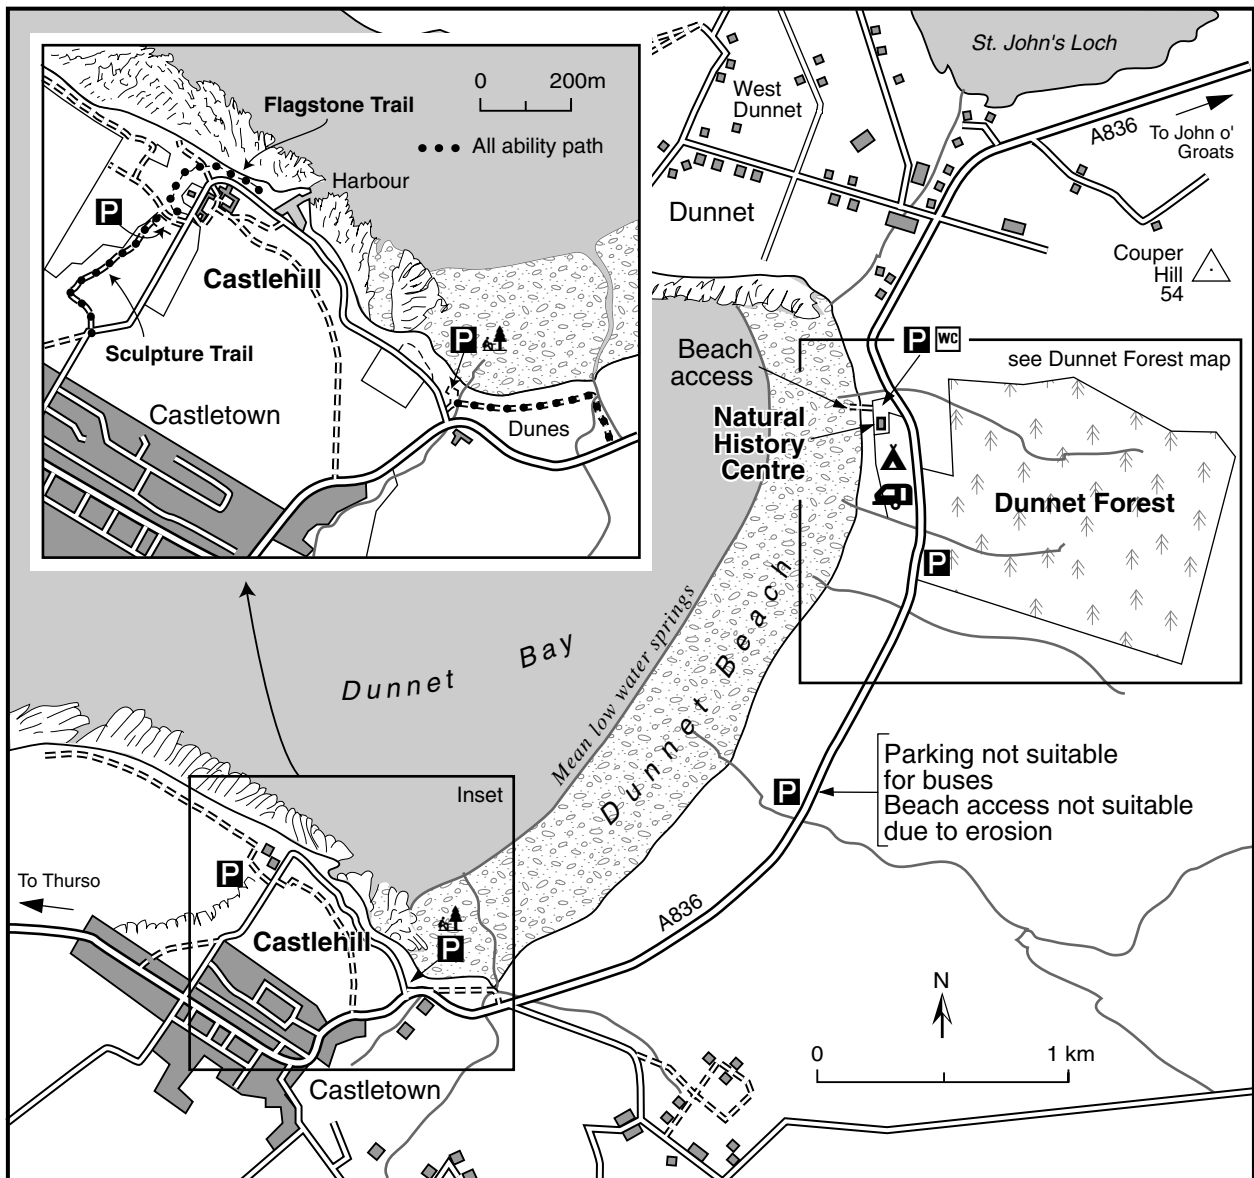 St. John's Loch
West
Dunnet
A836
To John o'
Groats
Dunnet
Couper
Hill
54
0 200m
Flagstone Trail
All ability path
Harbour
P
Castlehill
Sculpture Trail
P
Castletown
Dunes
P WC
see Dunnet Forest map
Beach
access
Natural
History
Centre
Dunnet Forest
P
Dunnet Bay
Mean low water springs
Dunnet Beach
Parking not suitable
for buses
Beach access not suitable
due to erosion
P
Inset
To Thurso
P
Castlehill
P
A836
N
0 1 km
Castletown